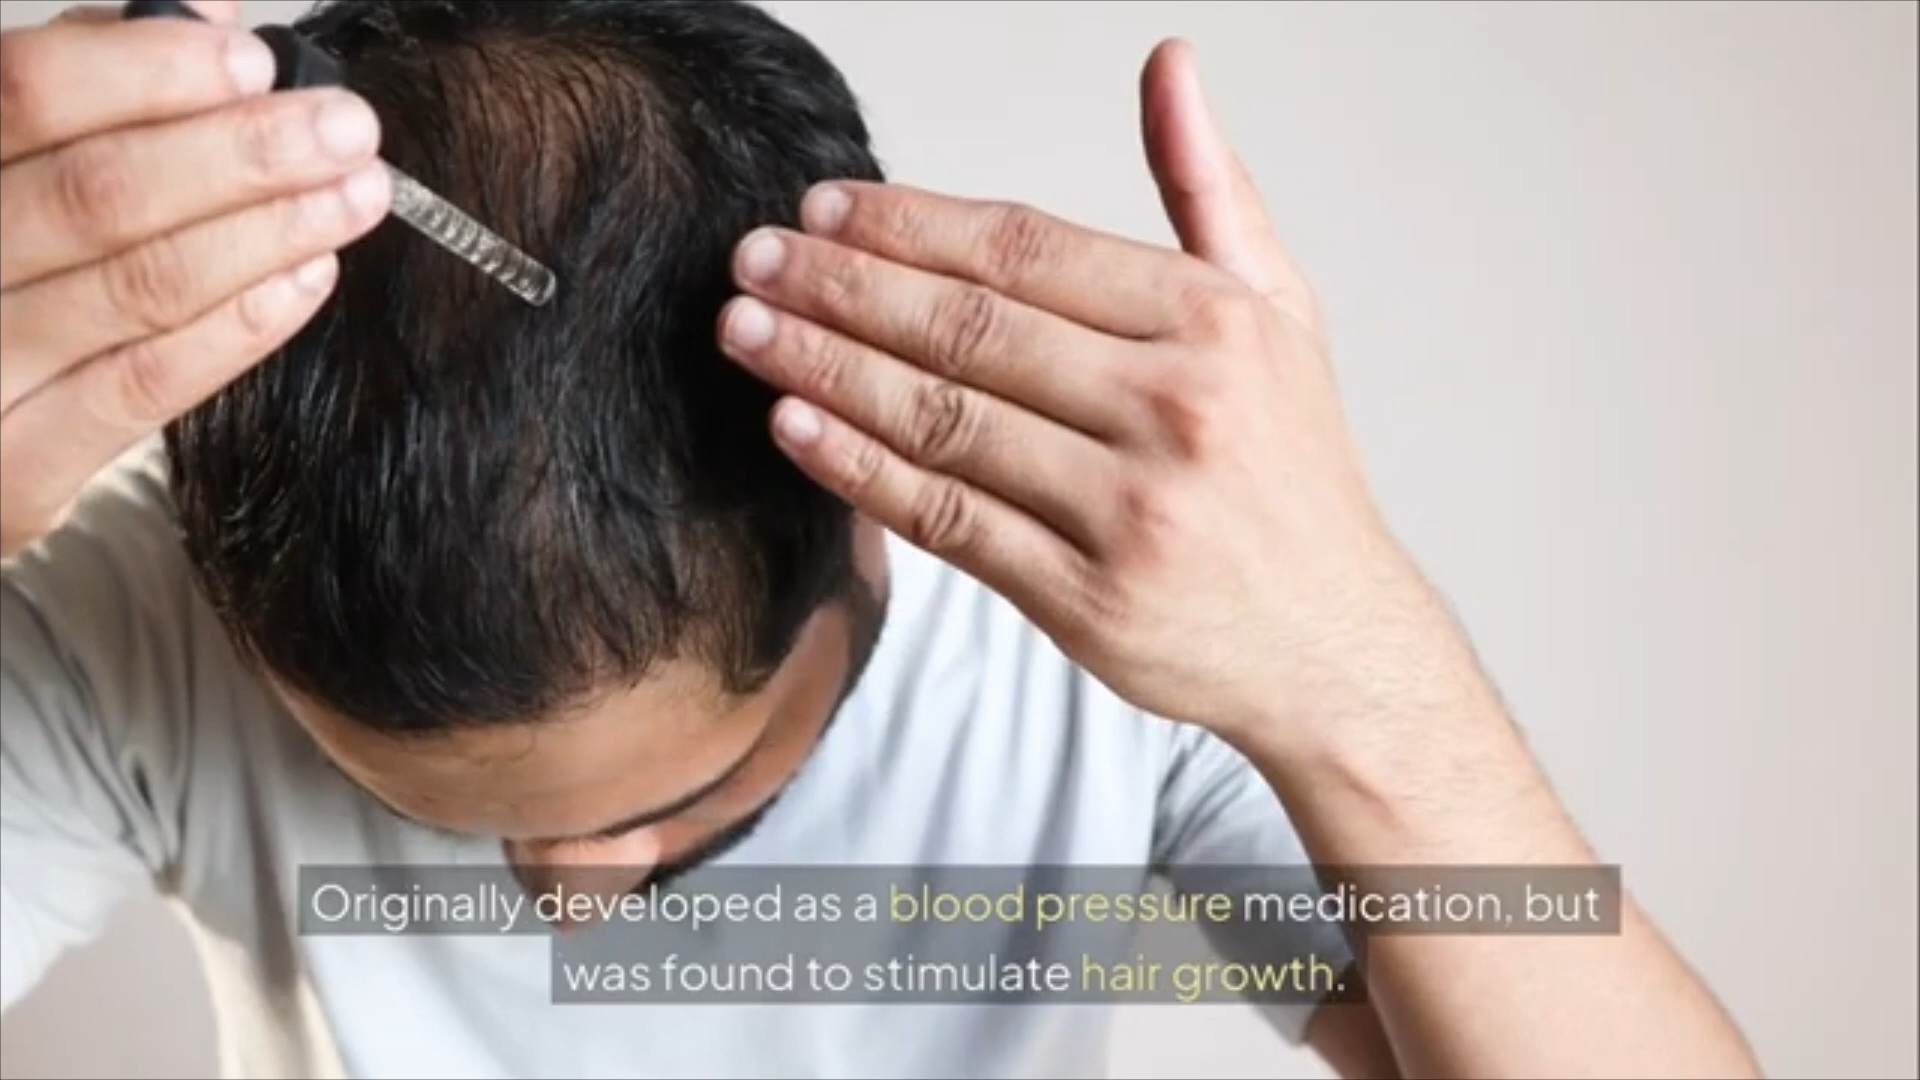 Originally developed as a blood pressure medication, but
was found to stimulate hair growth.